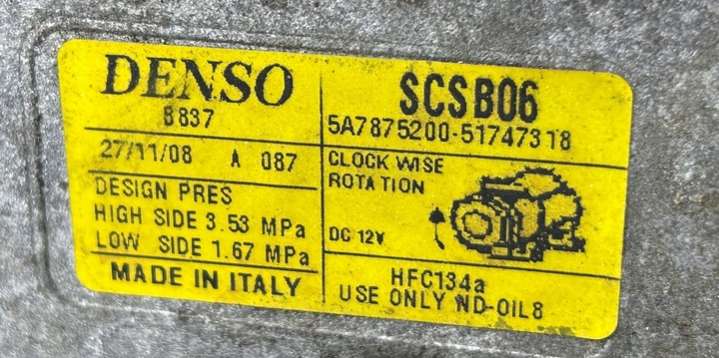 DENSO
8837
27/11/08 A 087
DESIGN PRES
HIGH SIDE 3.53 MPa
LOW SIDE 1.67 MPa
MADE IN ITALY
SCSB06
5A7875200-51747318
CLOCK WISE
ROTATION
DC 12V
HFC134a
USE ONLY ND-OIL8